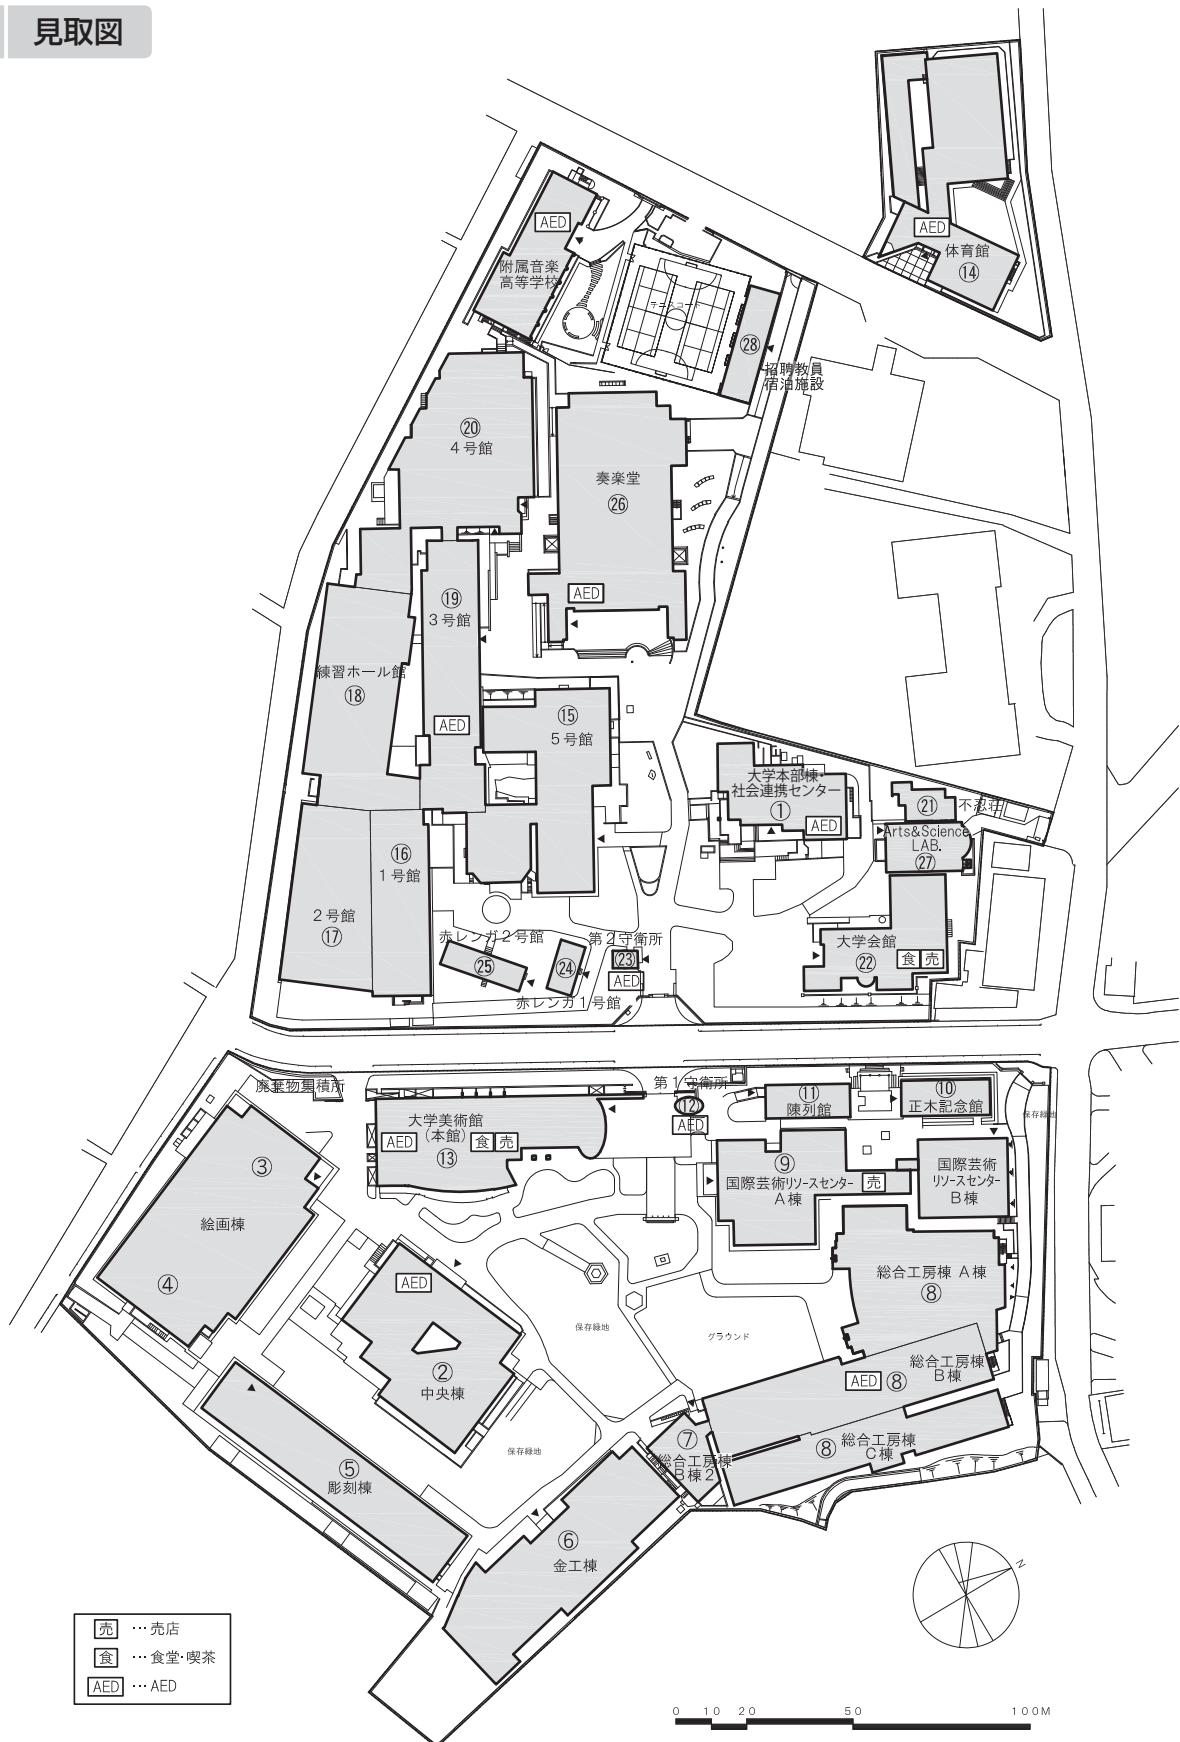 見取図
AED
体育館
⑭
AED
附属音楽
高等学校
テニスコート
㉘
招聘教員
宿泊施設
⑳
4号館
奏楽堂
㉖
AED
⑲
3号館
練習ホール館
⑱
AED
⑮
5号館
大学本部棟・
社会連携センター
①
AED
㉑
不忍荘
Arts&Science
LAB.
㉗
⑯
1号館
2号館
⑰
赤レンガ2号館
㉕
㉔
赤レンガ1号館
第2守衛所
㉓
AED
大学会館
㉒
食
売
廃棄物集積所
第1守衛所
⑫
AED
⑪
陳列館
⑩
正木記念館
保存緑地
大学美術館
(本館)
AED
食
売
⑬
③
絵画棟
④
⑨
国際芸術リソースセンター
A棟
売
国際芸術
リソースセンター
B棟
総合工房棟 A棟
⑧
AED
②
中央棟
保存緑地
グラウンド
総合工房棟
B棟
AED
⑧
⑧
総合工房棟
C棟
⑦
総合工房棟
B棟2
保存緑地
⑤
彫刻棟
⑥
金工棟
N
売 …売店
食 …食堂・喫茶
AED …AED
0 10 20 50 100M